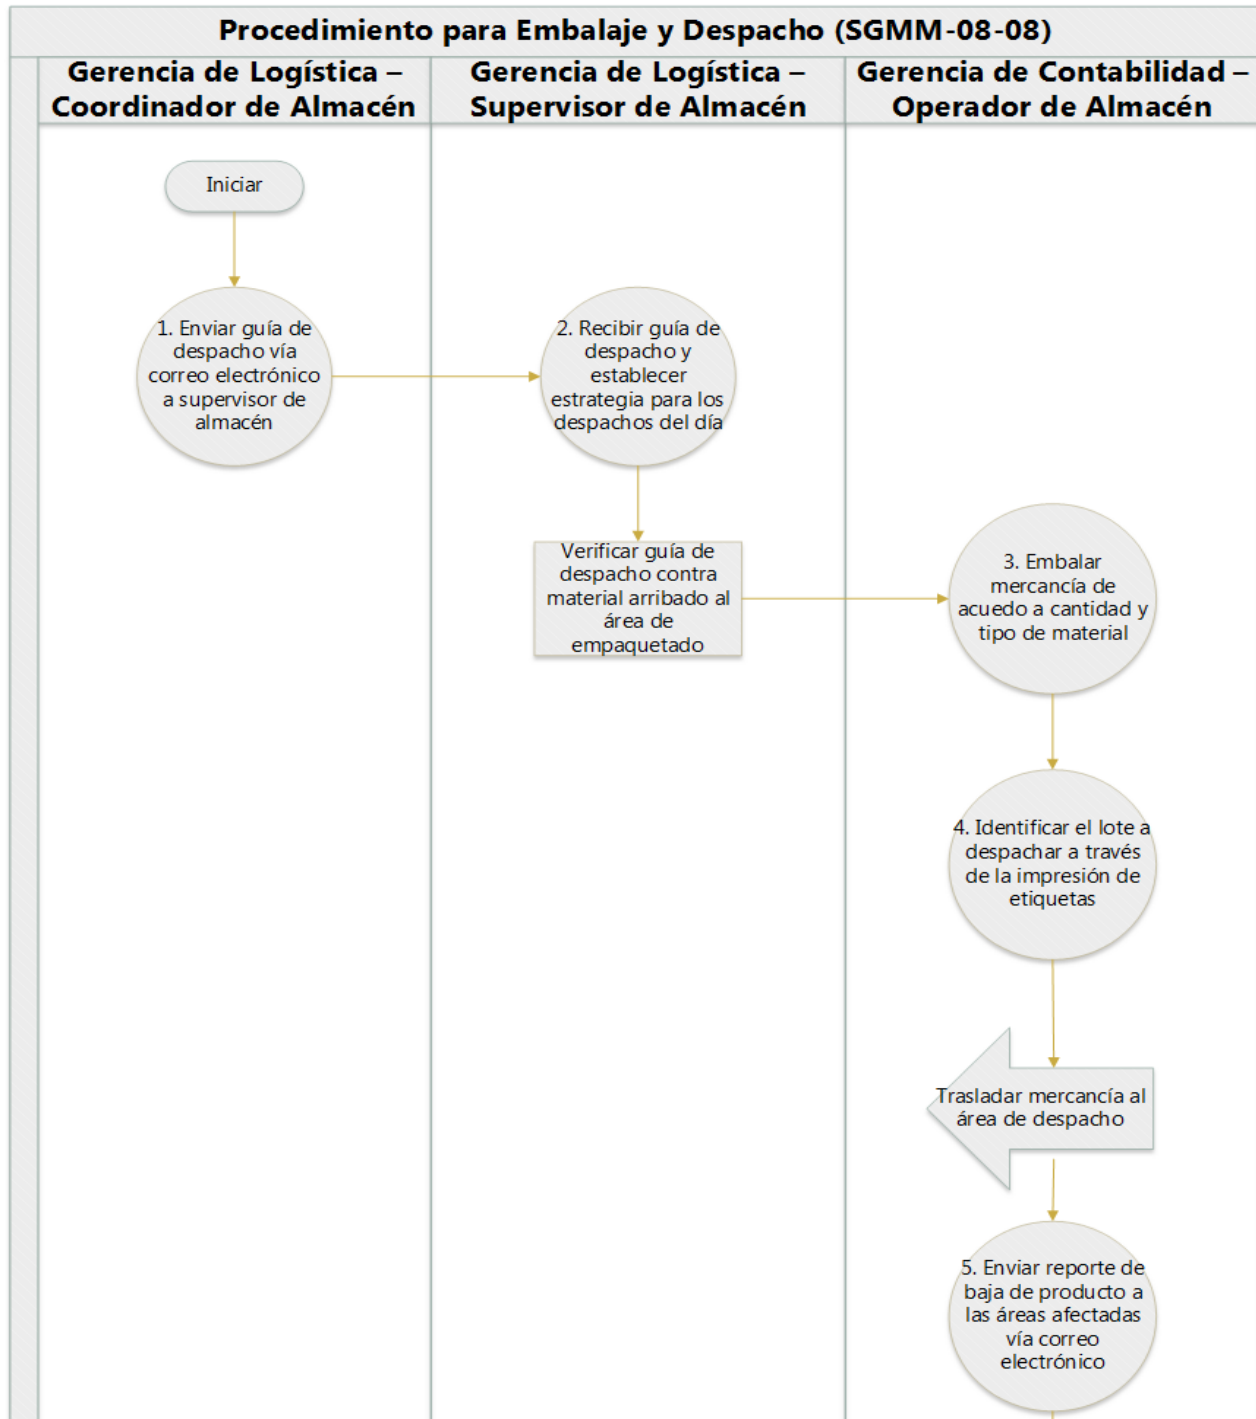 Procedimiento para Embalaje y Despacho (SGMM-08-08)
Gerencia de Logística –
Coordinador de Almacén
Gerencia de Logística –
Supervisor de Almacén
Gerencia de Contabilidad –
Operador de Almacén
Iniciar
1. Enviar guía de
despacho vía
correo electrónico
a supervisor de
almacén
2. Recibir guía de
despacho y
establecer
estrategia para los
despachos del día
Verificar guía de
despacho contra
material arribado al
área de
empaquetado
3. Embalar
mercancía de
acuedo a cantidad y
tipo de material
4. Identificar el lote a
despachar a través
de la impresión de
etiquetas
Trasladar mercancía al
área de despacho
5. Enviar reporte de
baja de producto a
las áreas afectadas
vía correo
electrónico